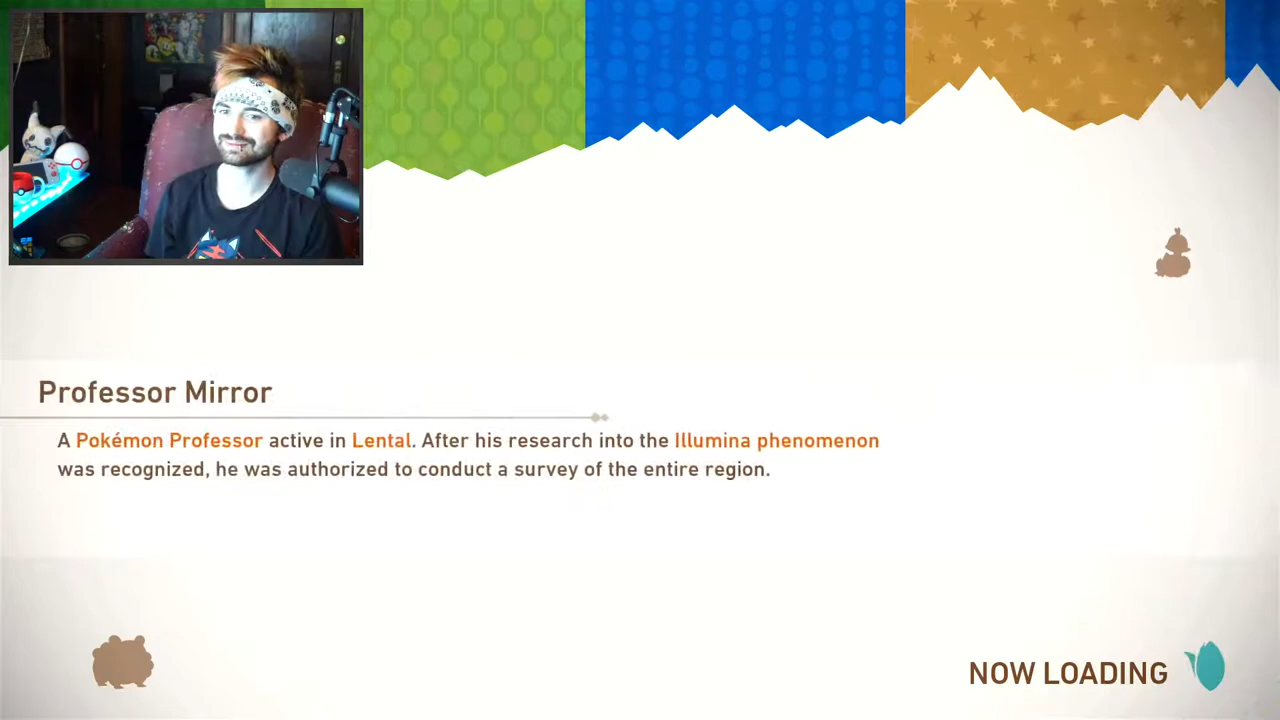 Professor Mirror
A Pokémon Professor active in Lental. After his research into the Illumina phenomenon
was recognized, he was authorized to conduct a survey of the entire region.
NOW LOADING